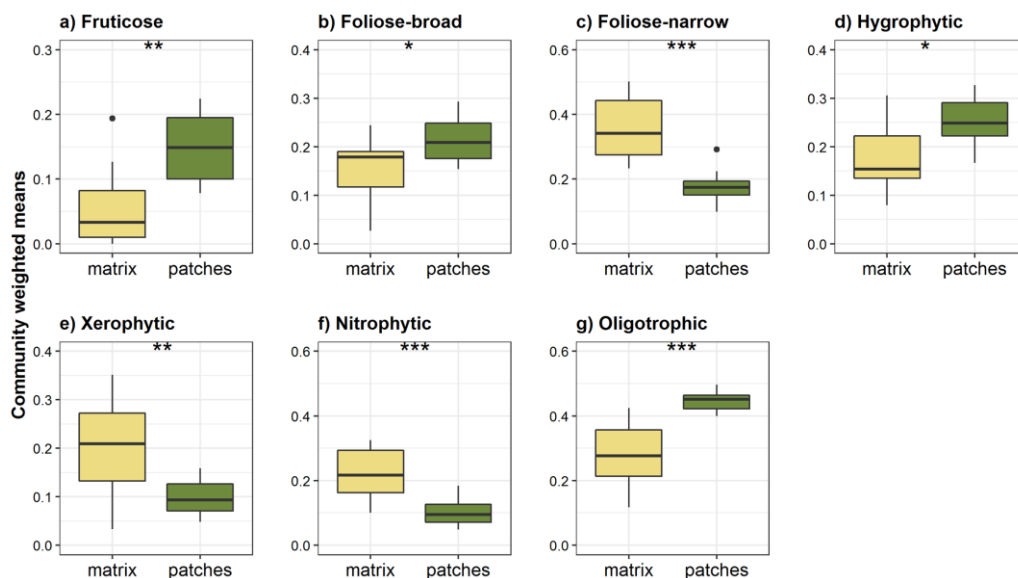 a) Fruticose
b) Foliose-broad
c) Foliose-narrow
d) Hygrophytic
0.3
**
0.4
*
0.6
***
0.4
*
0.2
0.3
0.4
0.3
0.2
0.2
0.1
0.2
0.1
0.1
0.0
0.0
0.0
0.0
matrix patches
matrix patches
matrix patches
matrix patches
Community weighted means
e) Xerophytic
f) Nitrophytic
g) Oligotrophic
0.4
**
0.6
***
0.6
***
0.3
0.4
0.4
0.2
0.2
0.2
0.1
0.0
0.0
0.0
matrix patches
matrix patches
matrix patches